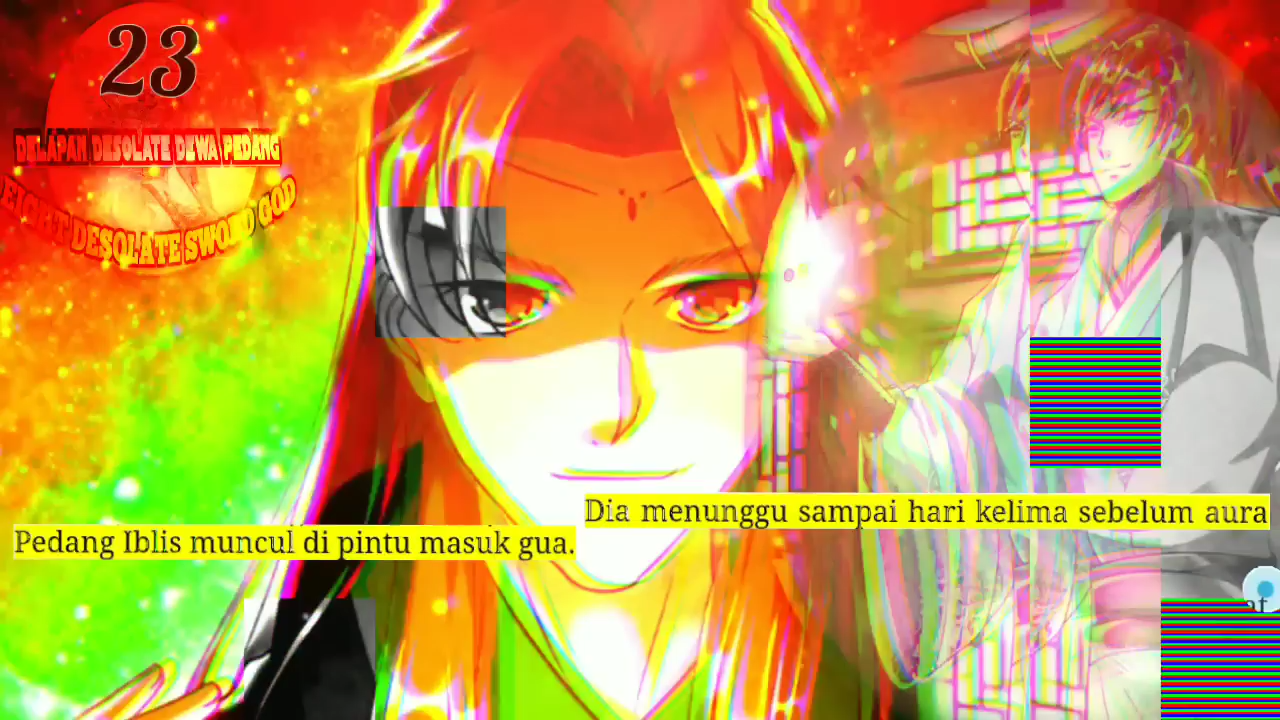 23
DELAPAN DESOLATE DEWA PEDANG
EIGHT DESOLATE SWORD GOD
Dia menunggu sampai hari kelima sebelum aura
Pedang Iblis muncul di pintu masuk gua.